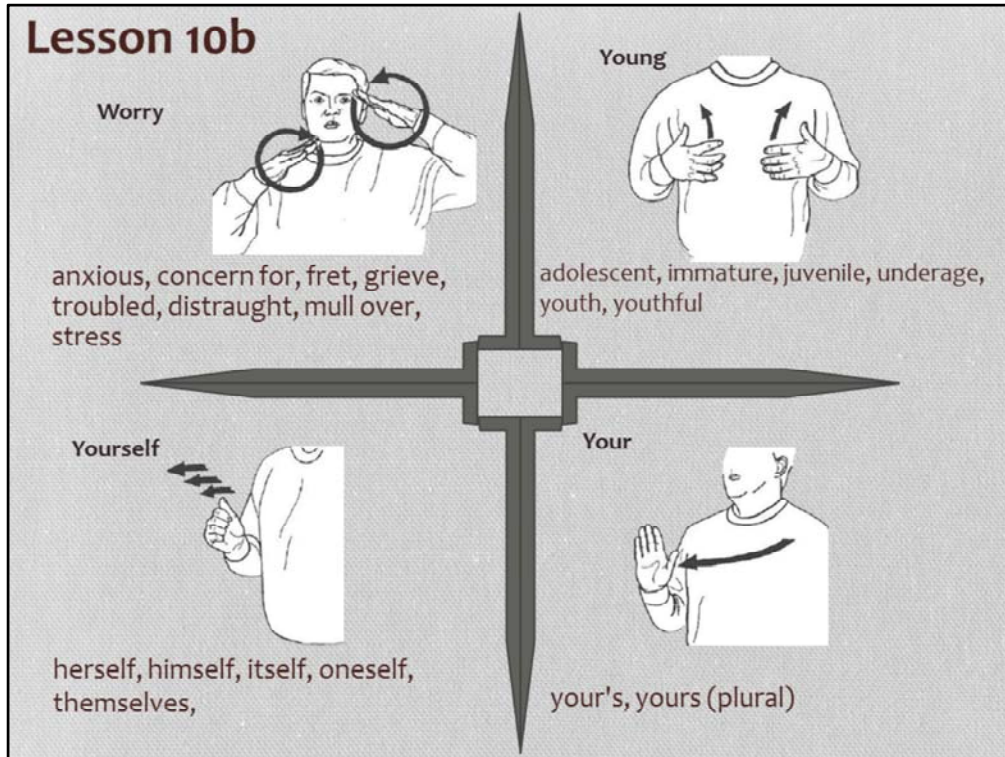 Lesson 10b
Worry
anxious, concern for, fret, grieve,
troubled, distraught, mull over,
stress
Young
adolescent, immature, juvenile, underage,
youth, youthful
Yourself
herself, himself, itself, oneself,
themselves,
Your
your's, yours (plural)